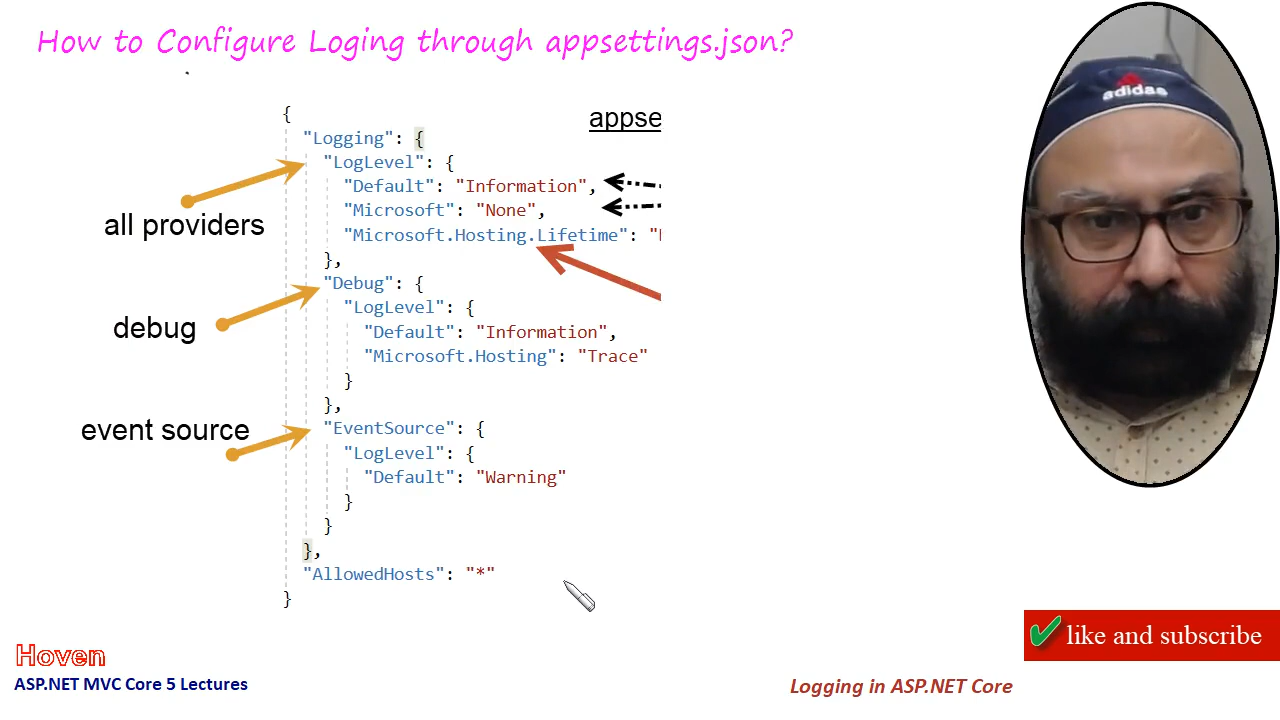 How to Configure Loging through appsettings.json?
{
"Logging": {
"LogLevel": {
"Default": "Information",
"Microsoft": "None",
"Microsoft.Hosting.Lifetime": "
},
"Debug": {
"LogLevel": {
"Default": "Information",
"Microsoft.Hosting": "Trace"
}
},
"EventSource": {
"LogLevel": {
"Default": "Warning"
}
}
},
"AllowedHosts": "*"
}
all providers
debug
event source
appse
adidas
like and subscribe
Hoven
ASP.NET MVC Core 5 Lectures
Logging in ASP.NET Core